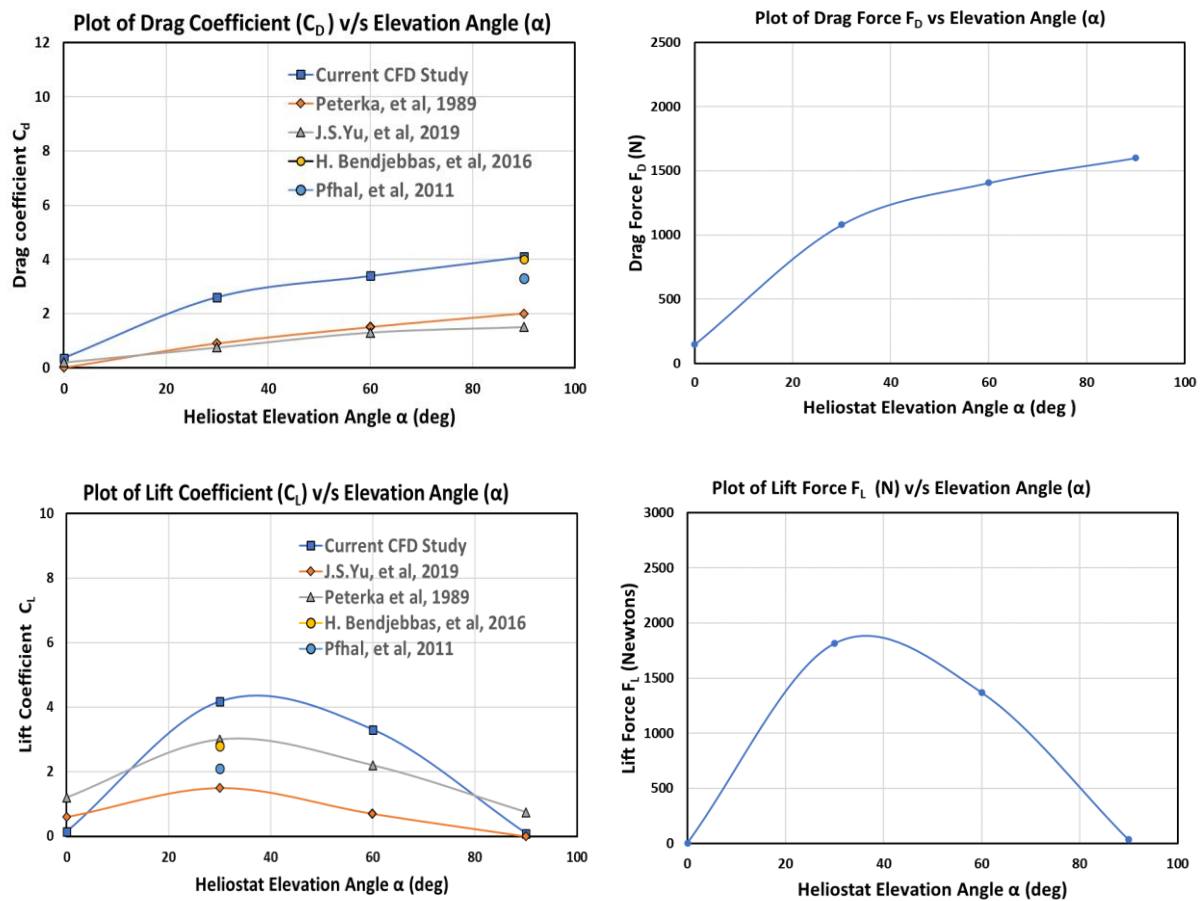 Plot of Drag Coefficient (CD ) v/s Elevation Angle (α)
12
10
8
6
4
2
0
Drag coefficient Cd
Current CFD Study
Peterka, et al, 1989
J.S.Yu, et al, 2019
H. Bendjebbas, et al, 2016
Pfhal, et al, 2011
0 20 40 60 80 100
Heliostat Elevation Angle α (deg)
Plot of Drag Force FD vs Elevation Angle (α)
2500
2000
1500
1000
500
0
Drag Force FD (N)
0 20 40 60 80 100
Heliostat Elevation Angle α (deg )
Plot of Lift Coefficient (CL) v/s Elevation Angle (α)
10
8
6
4
2
0
Lift Coefficient CL
Current CFD Study
J.S.Yu, et al, 2019
Peterka et al, 1989
H. Bendjebbas, et al, 2016
Pfhal, et al, 2011
0 20 40 60 80 100
Heliostat Elevation Angle α (deg)
Plot of Lift Force FL (N) v/s Elevation Angle (α)
3000
2500
2000
1500
1000
500
0
Lift Force FL (Newtons)
0 20 40 60 80 100
Heliostat Elevation Angle α (deg)